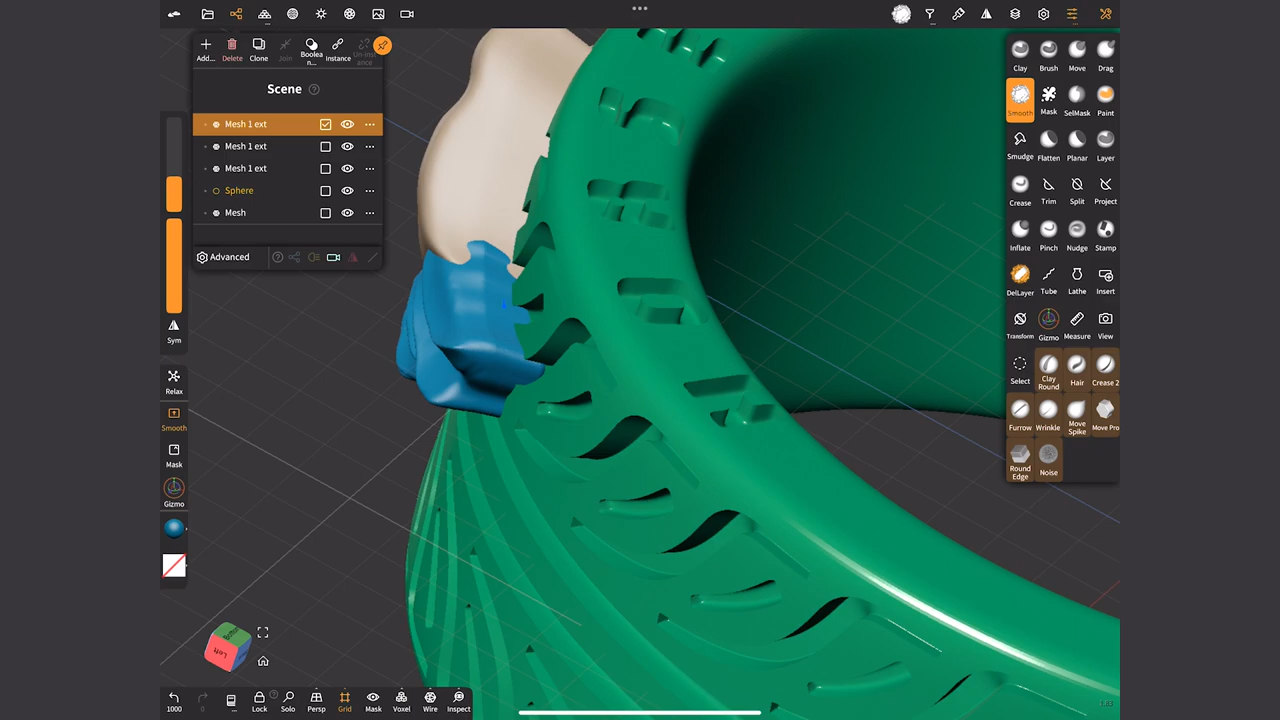 Add...
Delete
Clone
Join
Boolean...
Instance
Un-instance
Scene
Mesh 1 ext
Mesh 1 ext
Mesh 1 ext
Sphere
Mesh
Advanced
Sym
Relax
Smooth
Mask
Gizmo
Clay Brush Move Drag
Smooth Mask SelMask Paint
Smudge Flatten Planar Layer
Crease Trim Split Project
Inflate Pinch Nudge Stamp
DelLayer Tube Lathe Insert
Transform Gizmo Measure View
Select Clay Round Hair Crease 2
Furrow Wrinkle Move Spike Move Pro
Round Edge Noise
Left
1000 0 ... Lock Solo Persp Grid Mask Voxel Wire Inspect